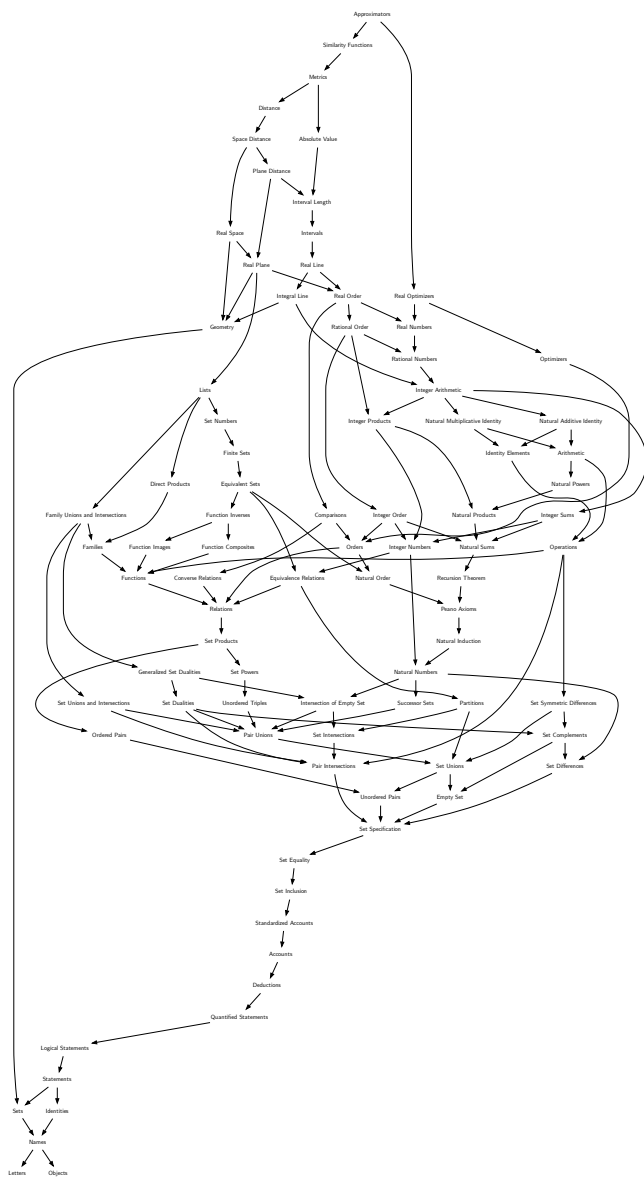 Approximators
Similarity Functions
Metrics
Distance
Space Distance
Absolute Value
Plane Distance
Interval Length
Real Space
Intervals
Real Plane
Real Line
Integral Line
Real Order
Real Optimizers
Geometry
Rational Order
Real Numbers
Rational Numbers
Optimizers
Lists
Integer Arithmetic
Set Numbers
Integer Products
Natural Multiplicative Identity
Natural Additive Identity
Finite Sets
Identity Elements
Arithmetic
Direct Products
Equivalent Sets
Natural Powers
Family Unions and Intersections
Function Inverses
Comparisons
Integer Order
Natural Products
Integer Sums
Families
Function Images
Function Composites
Orders
Integer Numbers
Natural Sums
Operations
Functions
Converse Relations
Equivalence Relations
Natural Order
Recursion Theorem
Relations
Peano Axioms
Set Products
Natural Induction
Generalized Set Dualities
Set Powers
Natural Numbers
Set Unions and Intersections
Set Dualities
Unordered Triples
Intersection of Empty Set
Successor Sets
Partitions
Set Symmetric Differences
Ordered Pairs
Pair Unions
Set Intersections
Set Complements
Pair Intersections
Set Unions
Set Differences
Unordered Pairs
Empty Set
Set Specification
Set Equality
Set Inclusion
Standardized Accounts
Accounts
Deductions
Quantified Statements
Logical Statements
Statements
Sets
Identities
Names
Letters
Objects